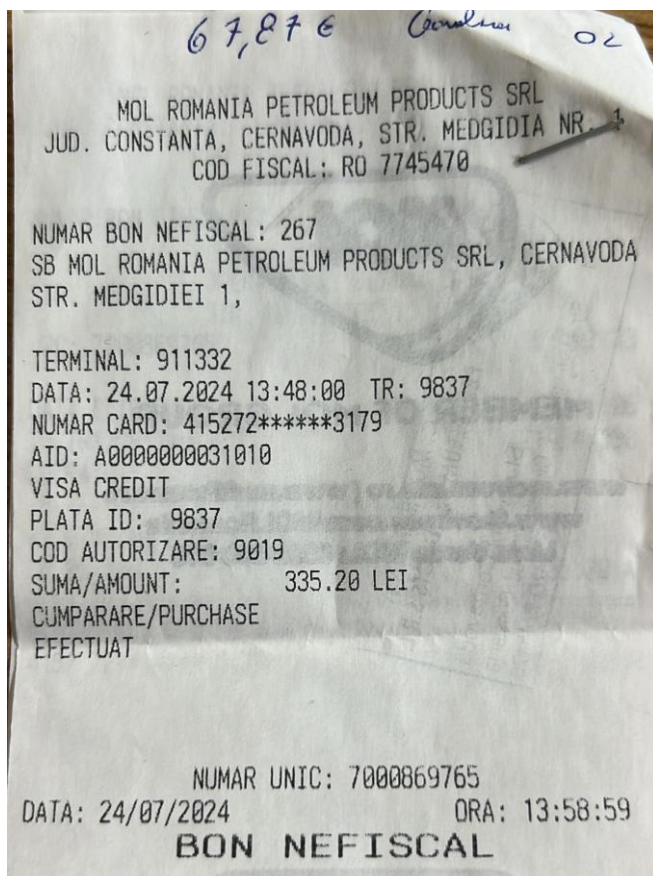 67,87 € 02
MOL ROMANIA PETROLEUM PRODUCTS SRL
JUD. CONSTANTA, CERNAVODA, STR. MEDGIDIA NR. 1
COD FISCAL: RO 7745470
NUMAR BON NEFISCAL: 267
SB MOL ROMANIA PETROLEUM PRODUCTS SRL, CERNAVODA
STR. MEDGIDIEI 1,
TERMINAL: 911332
DATA: 24.07.2024 13:48:00 TR: 9837
NUMAR CARD: 415272******3179
AID: A0000000031010
VISA CREDIT
PLATA ID: 9837
COD AUTORIZARE: 9019
SUMA/AMOUNT: 335.20 LEI
CUMPARARE/PURCHASE
EFECTUAT
NUMAR UNIC: 7000869765
DATA: 24/07/2024 ORA: 13:58:59
BON NEFISCAL